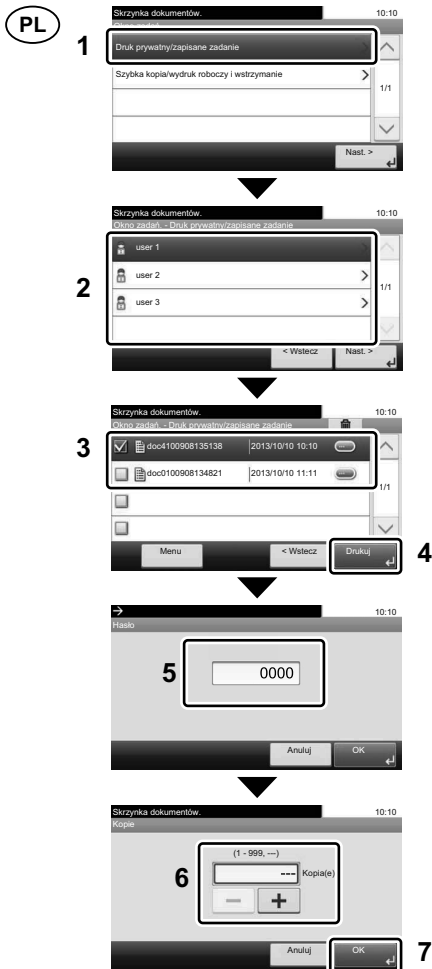 PL
Skrzynka dokumentów. 10:10
Okno zadań.
1
Druk prywatny/zapisane zadanie
Szybka kopia/wydruk roboczy i wstrzymanie
1/1
Nast. >
Skrzynka dokumentów. 10:10
Okno zadań. - Druk prywatny/zapisane zadanie
2
user 1
user 2
user 3
1/1
< Wstecz Nast. >
Skrzynka dokumentów. 10:10
Okno zadań. - Druk prywatny/zapisane zadanie
3
doc4100908135138 2013/10/10 10:10
doc0100908134821 2013/10/10 11:11
1/1
Menu < Wstecz Drukuj
4
10:10
Hasło
5
0000
Anuluj OK
Skrzynka dokumentów. 10:10
Kopie
6
(1 - 999, ---)
--- Kopia(e)
Anuluj OK
7